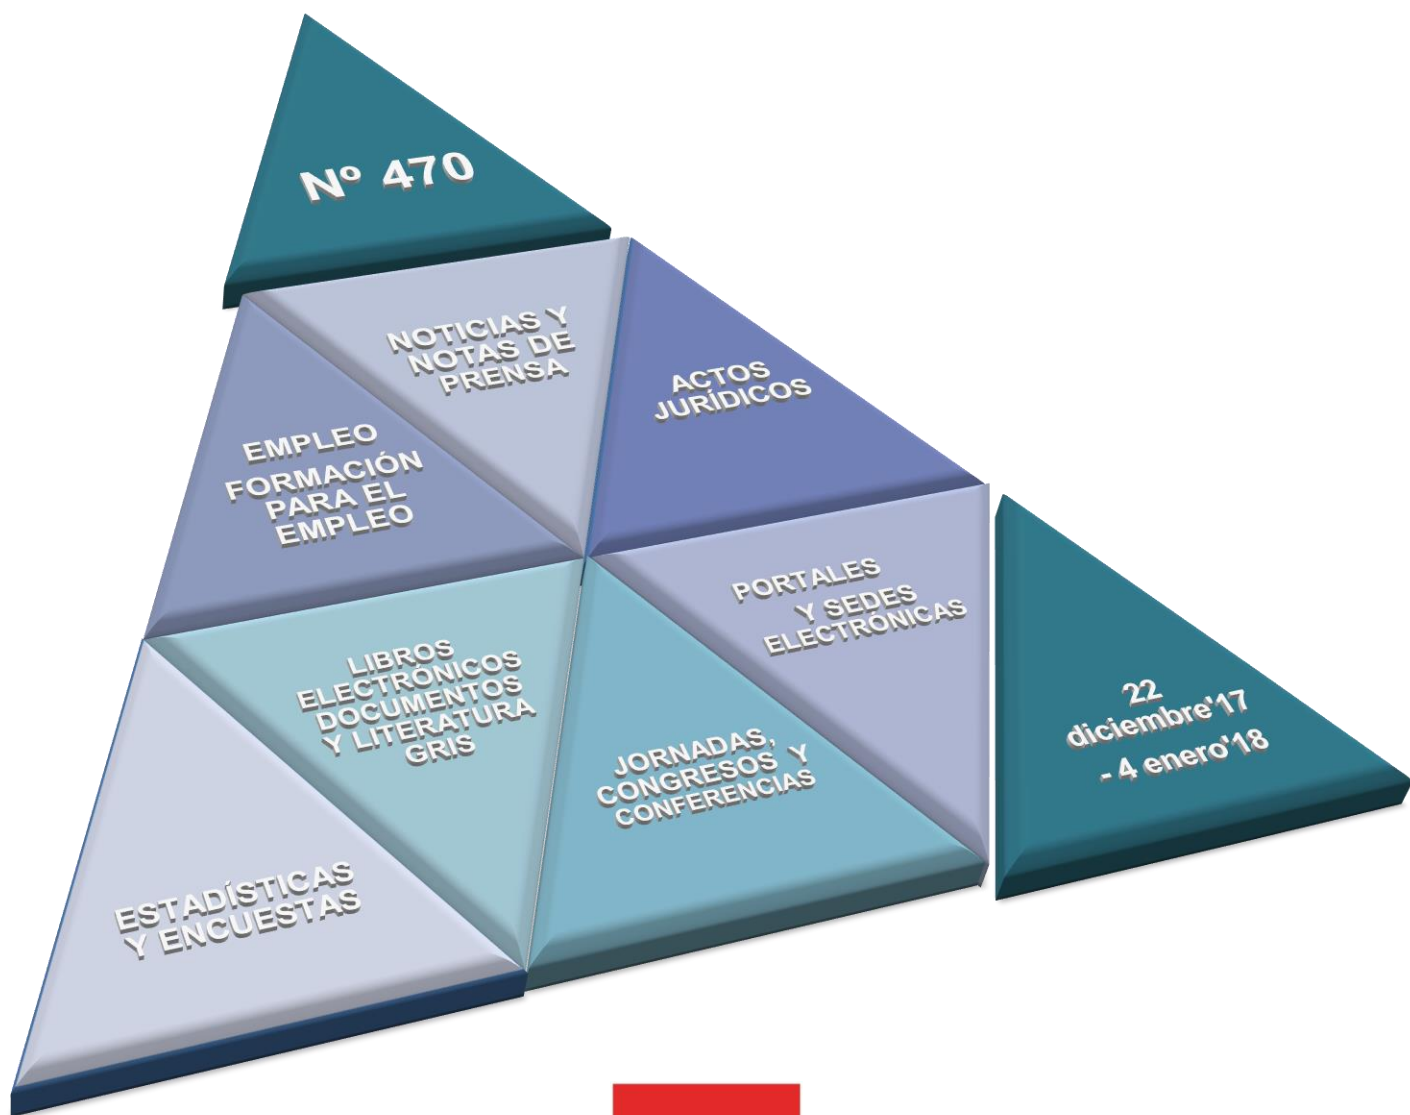 Nº 470
NOTICIAS Y
NOTAS DE
PRENSA
ACTOS
JURÍDICOS
EMPLEO
FORMACIÓN
PARA EL
EMPLEO
PORTALES
Y SEDES
ELECTRÓNICAS
LIBROS
ELECTRÓNICOS
DOCUMENTOS
Y LITERATURA
GRIS
JORNADAS,
CONGRESOS Y
CONFERENCIAS
22
diciembre'17
- 4 enero'18
ESTADÍSTICAS
Y ENCUESTAS